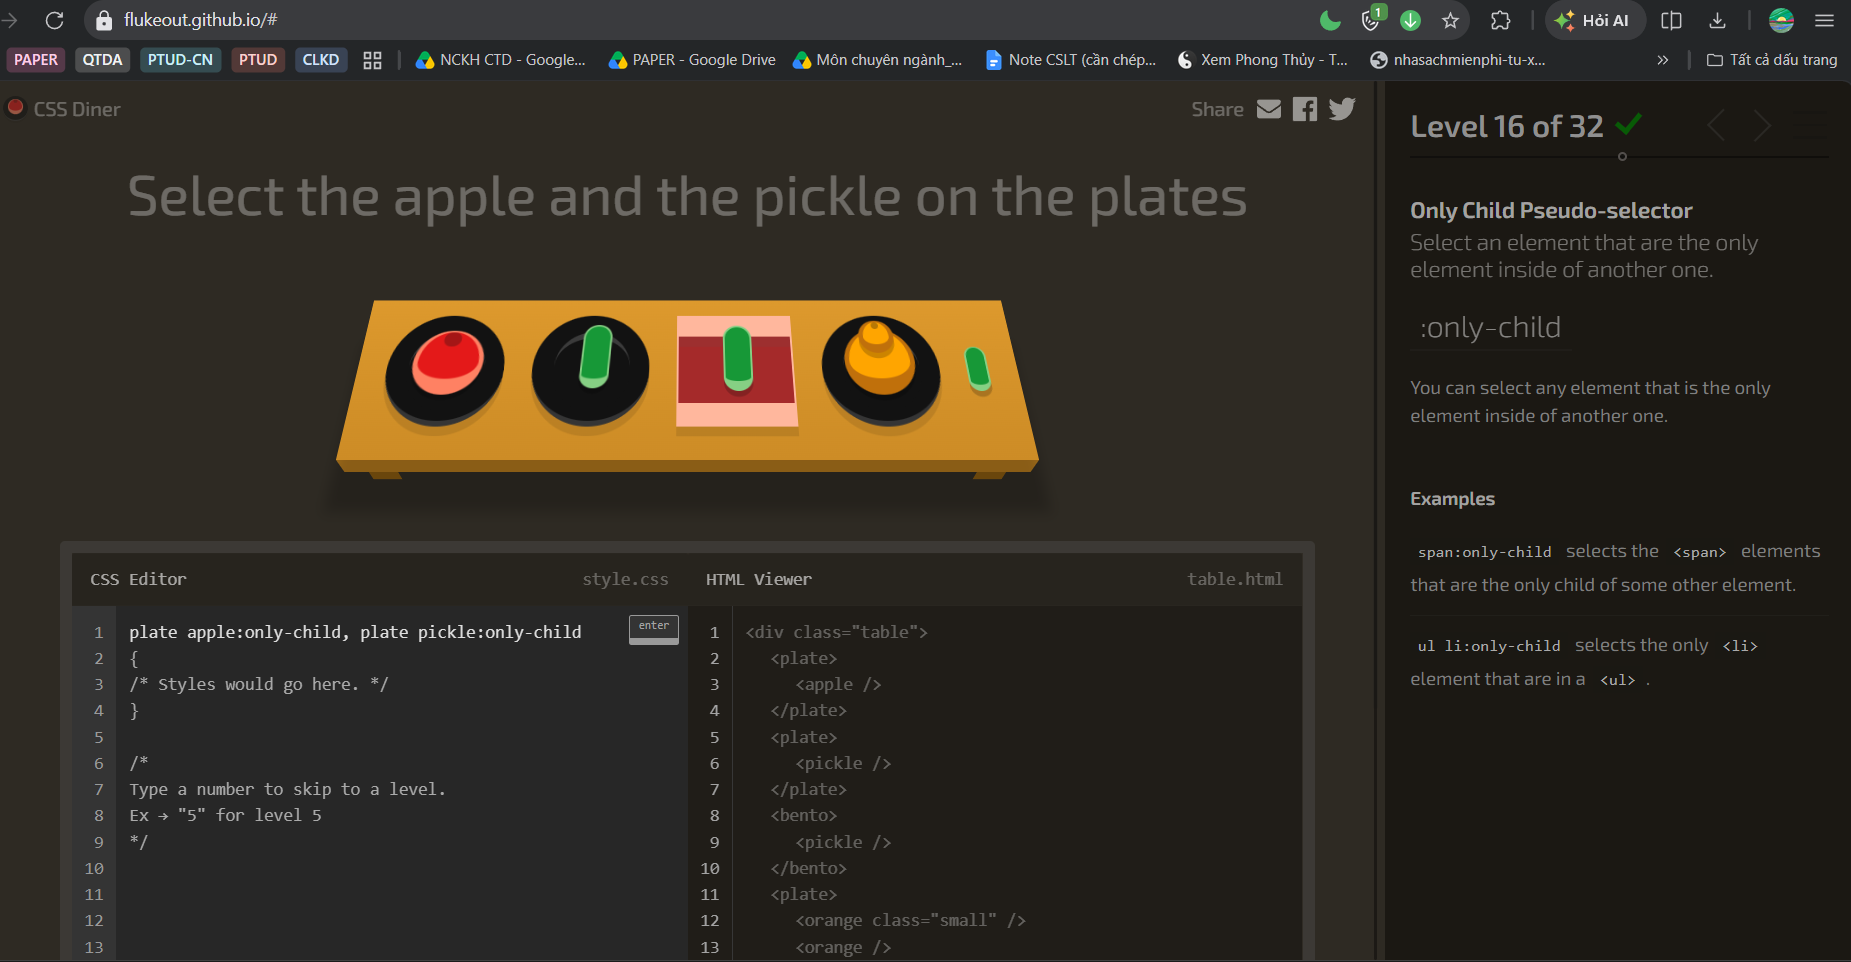 flukeout.github.io/#
1
Hỏi AI
PAPER
QTDA
PTUD-CN
PTUD
CLKD
NCKH CTD - Google...
PAPER - Google Drive
Môn chuyên ngành_...
Note CSLT (cần chép...
Xem Phong Thủy - T...
nhasachmienphi-tu-x...
»
Tất cả dấu trang
CSS Diner
Share
Select the apple and the pickle on the plates
CSS Editor
style.css
enter
1 plate apple:only-child, plate pickle:only-child
2 {
3 /* Styles would go here. */
4 }
5
6 /*
7 Type a number to skip to a level.
8 Ex → "5" for level 5
9 */
10
11
12
13
HTML Viewer
table.html
1 <div class="table">
2 <plate>
3 <apple />
4 </plate>
5 <plate>
6 <pickle />
7 </plate>
8 <bento>
9 <pickle />
10 </bento>
11 <plate>
12 <orange class="small" />
13 <orange />
Level 16 of 32
Only Child Pseudo-selector
Select an element that are the only
element inside of another one.
:only-child
You can select any element that is the only
element inside of another one.
Examples
span:only-child selects the <span> elements
that are the only child of some other element.
ul li:only-child selects the only <li>
element that are in a <ul> .